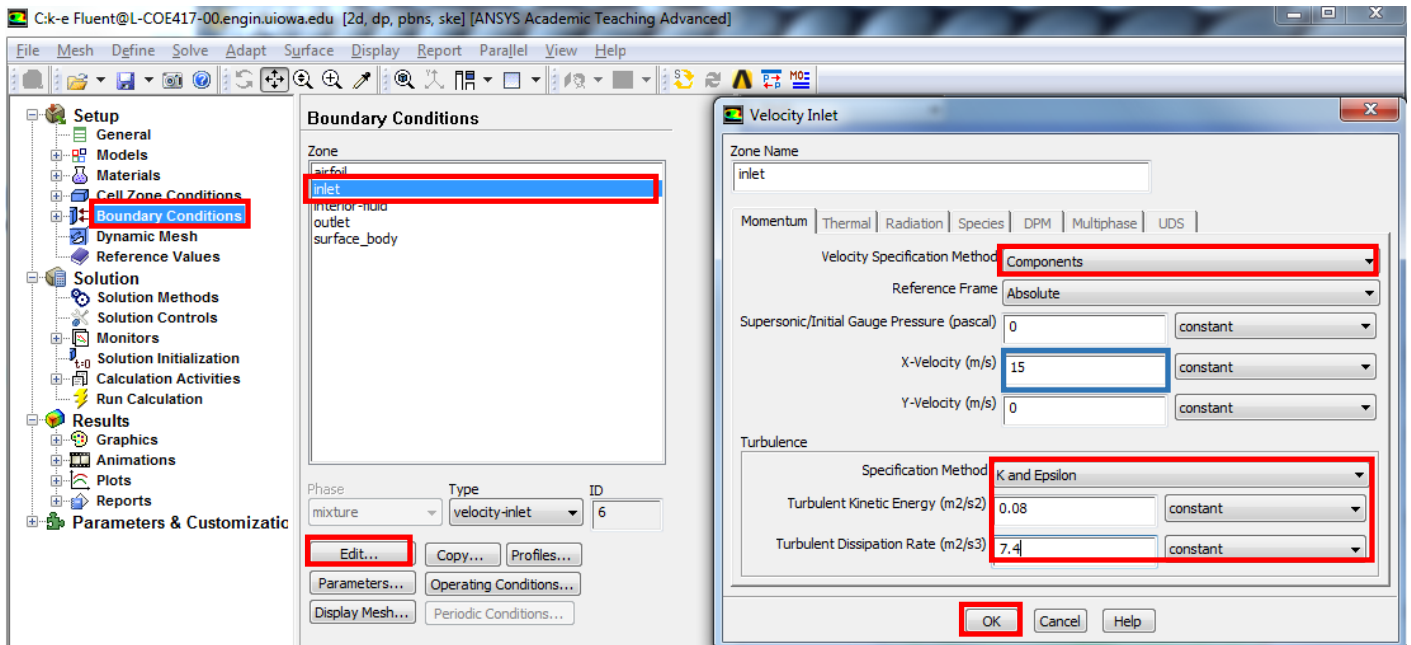 C:k-e Fluent@L-COE417-00.engin.uiowa.edu [2d, dp, pbns, ske] [ANSYS Academic Teaching Advanced]
File Mesh Define Solve Adapt Surface Display Report Parallel View Help
Setup
General
Models
Materials
Cell Zone Conditions
Boundary Conditions
Dynamic Mesh
Reference Values
Solution
Solution Methods
Solution Controls
Monitors
t=0 Solution Initialization
Calculation Activities
Run Calculation
Results
Graphics
Animations
Plots
Reports
Parameters & Customizatic
Boundary Conditions
Zone
airfoil
inlet
interior-fluid
outlet
surface_body
Phase Type ID
mixture velocity-inlet 6
Edit... Copy... Profiles...
Parameters... Operating Conditions...
Display Mesh... Periodic Conditions...
Velocity Inlet
Zone Name
inlet
Momentum Thermal Radiation Species DPM Multiphase UDS
Velocity Specification Method Components
Reference Frame Absolute
Supersonic/Initial Gauge Pressure (pascal) 0 constant
X-Velocity (m/s) 15 constant
Y-Velocity (m/s) 0 constant
Turbulence
Specification Method K and Epsilon
Turbulent Kinetic Energy (m2/s2) 0.08 constant
Turbulent Dissipation Rate (m2/s3) 7.4 constant
OK Cancel Help